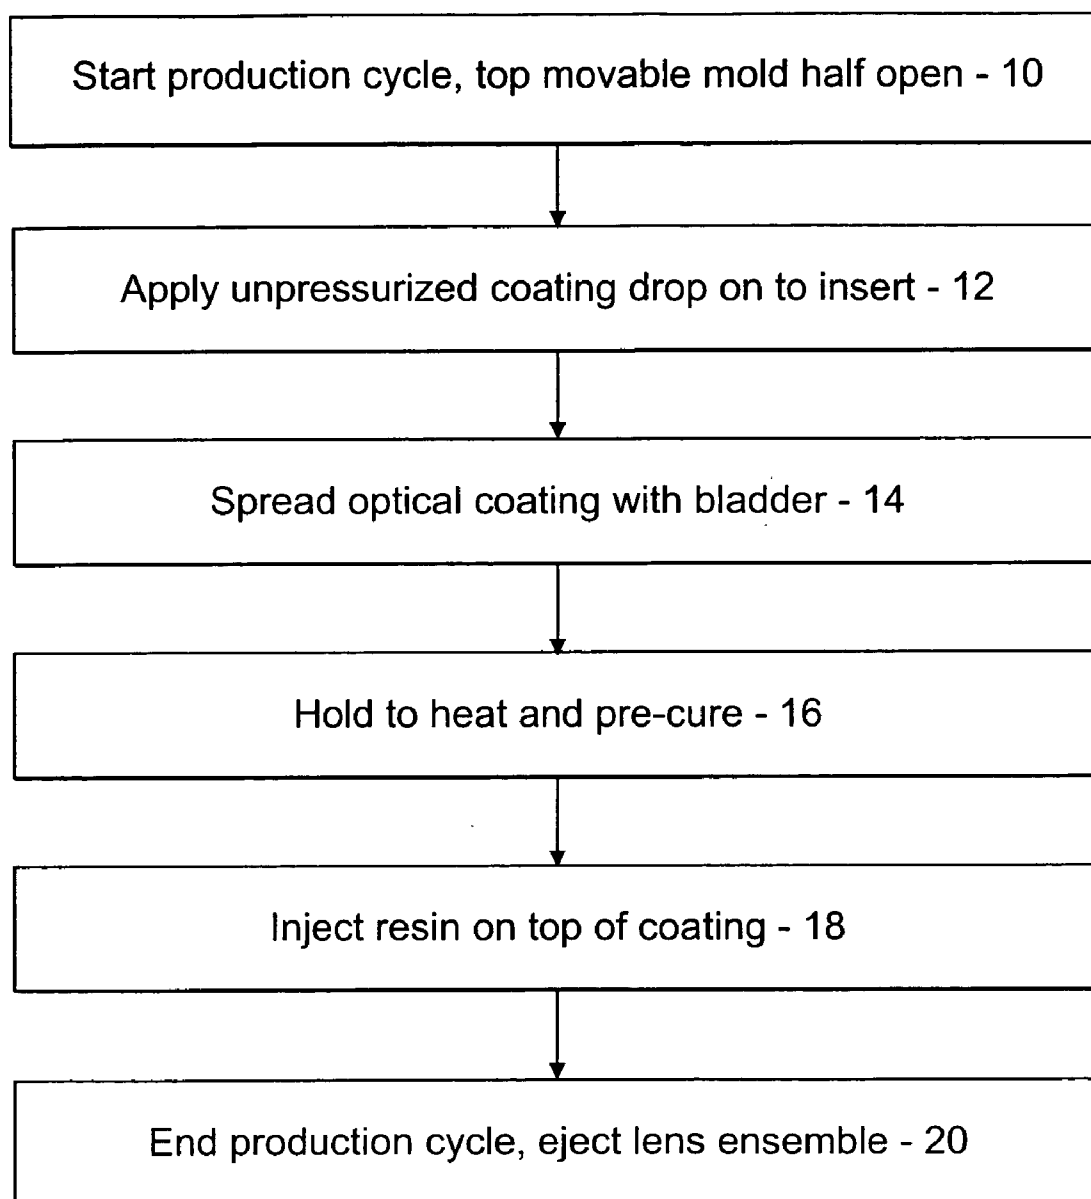 Start production cycle, top movable mold half open - 10
Apply unpressurized coating drop on to insert - 12
Spread optical coating with bladder - 14
Hold to heat and pre-cure - 16
Inject resin on top of coating - 18
End production cycle, eject lens ensemble - 20